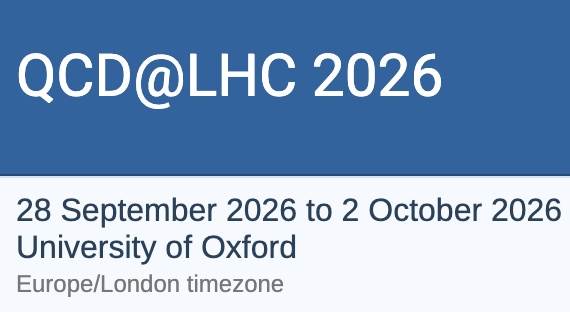 QCD@LHC 2026
28 September 2026 to 2 October 2026
University of Oxford
Europe/London timezone